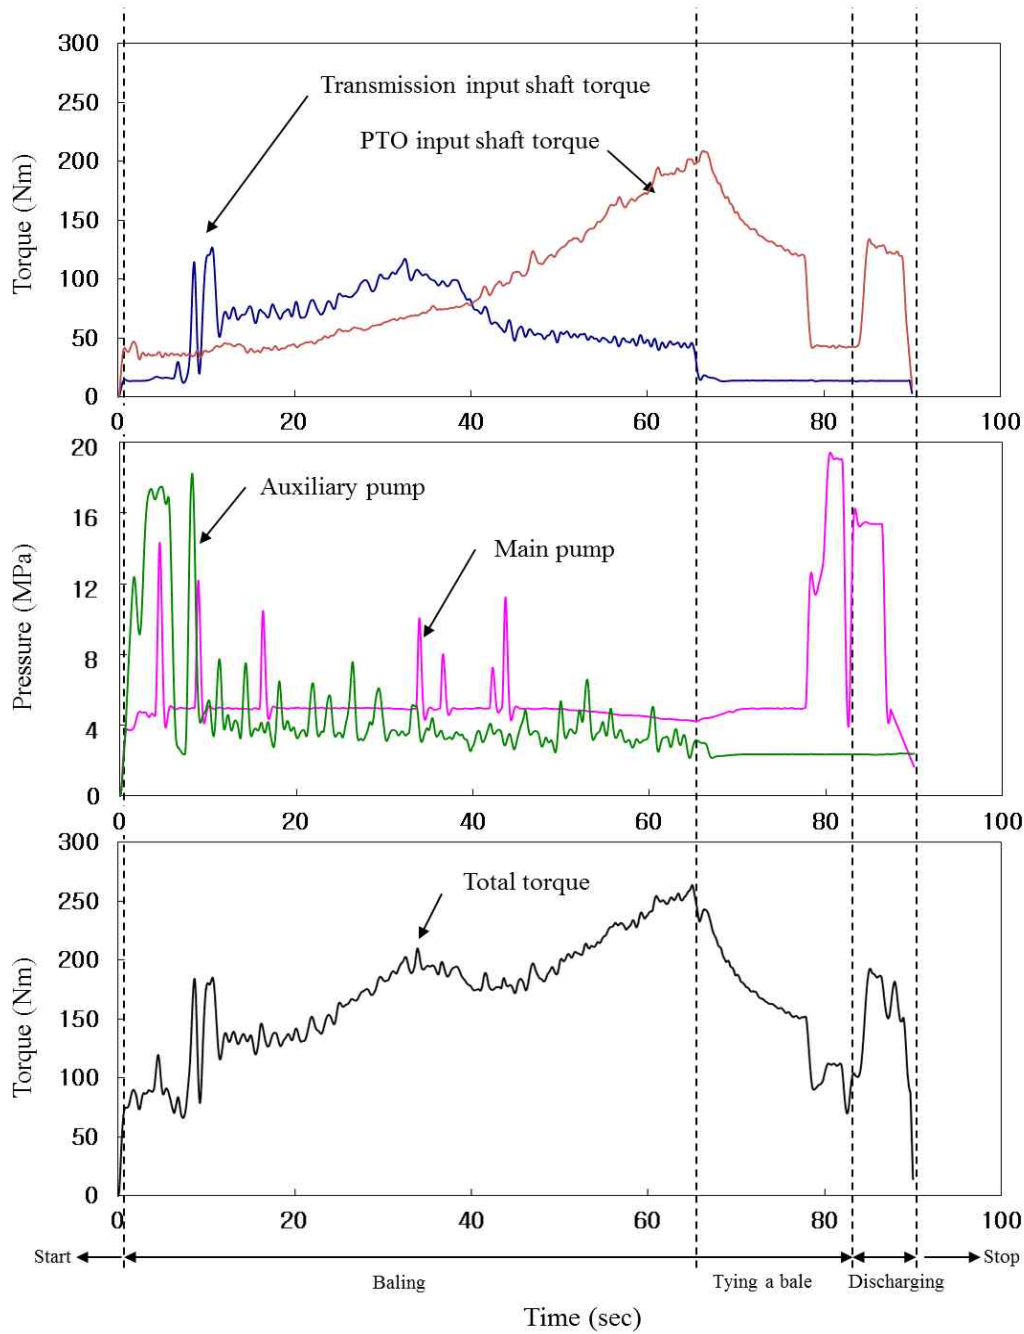 300
250
200
150
100
50
0
Torque (Nm)
Transmission input shaft torque
PTO input shaft torque
0 20 40 60 80 100
20
16
12
8
4
0
Pressure (MPa)
Auxiliary pump
Main pump
0 20 40 60 80 100
300
250
200
150
100
50
0
Torque (Nm)
Total torque
0 20 40 60 80 100
Start Stop
Baling Tying a bale Discharging
Time (sec)